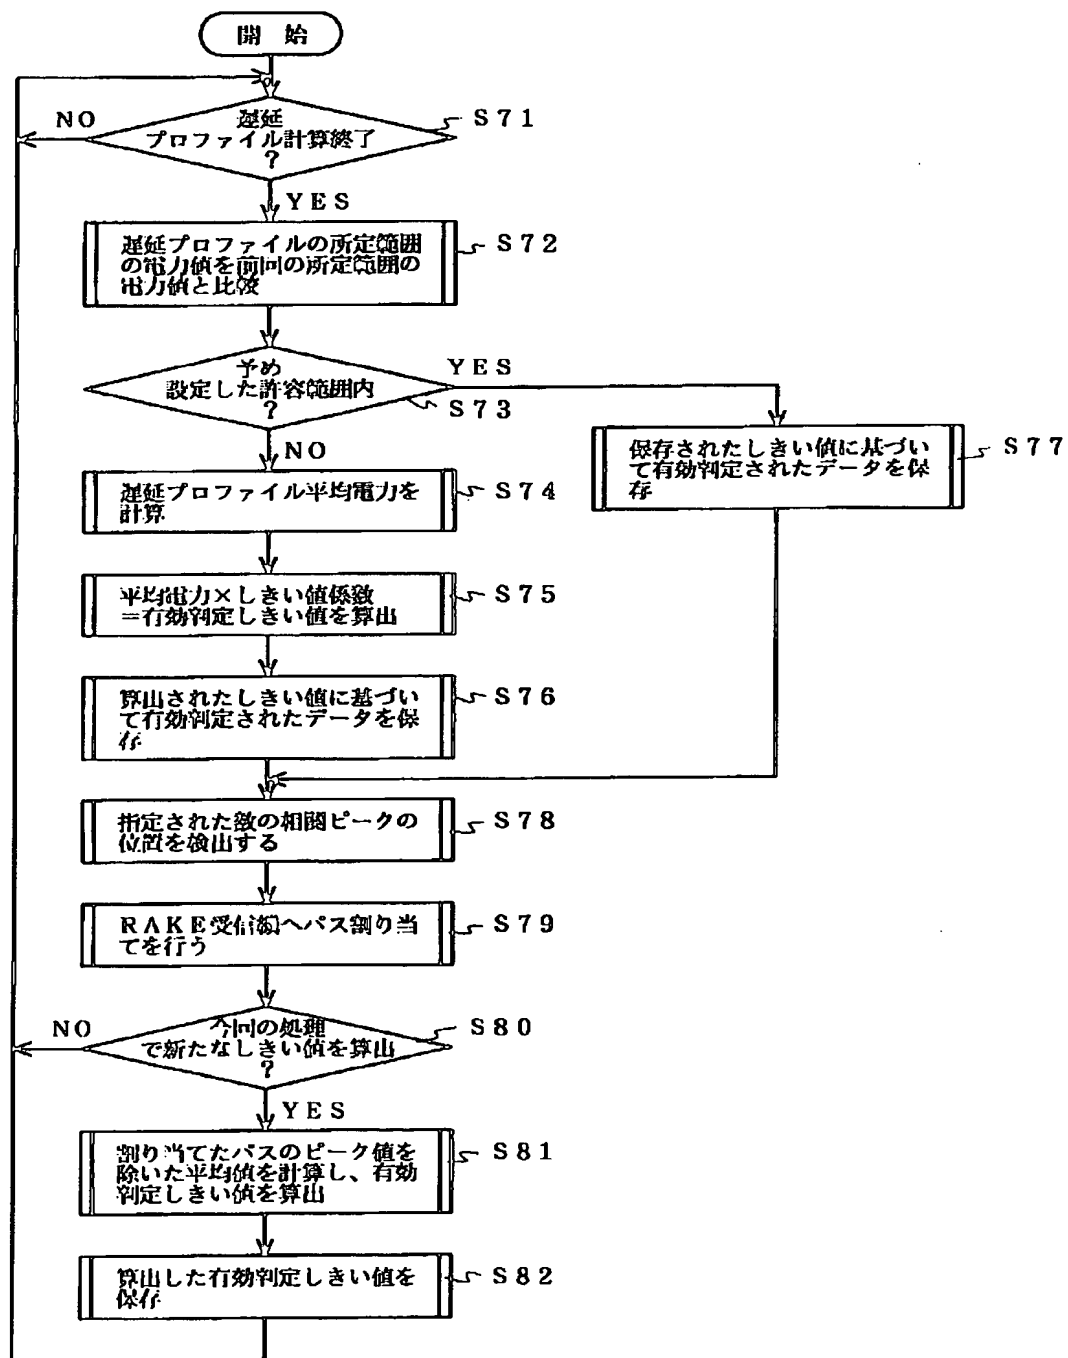 開 始
NO
遅延
プロファイル計算終了
?
S71
YES
遅延プロファイルの所定範囲
の電力値を前回の所定範囲の
電力値と比較
S72
予め
設定した許容範囲内
?
YES
S73
NO
遅延プロファイル平均電力を
計算
S74
保存されたしきい値に基づい
て有効判定されたデータを保
存
S77
平均電力×しきい値係数
=有効判定しきい値を算出
S75
算出されたしきい値に基づい
て有効判定されたデータを保
存
S76
指定された数の相関ピークの
位置を検出する
S78
RAKE受信機へパス割り当
てを行う
S79
NO
今回の処理
で新たなしきい値を算出
?
S80
YES
割り当てたパスのピーク値を
除いた平均値を計算し、有効
判定しきい値を算出
S81
算出した有効判定しきい値を
保存
S82